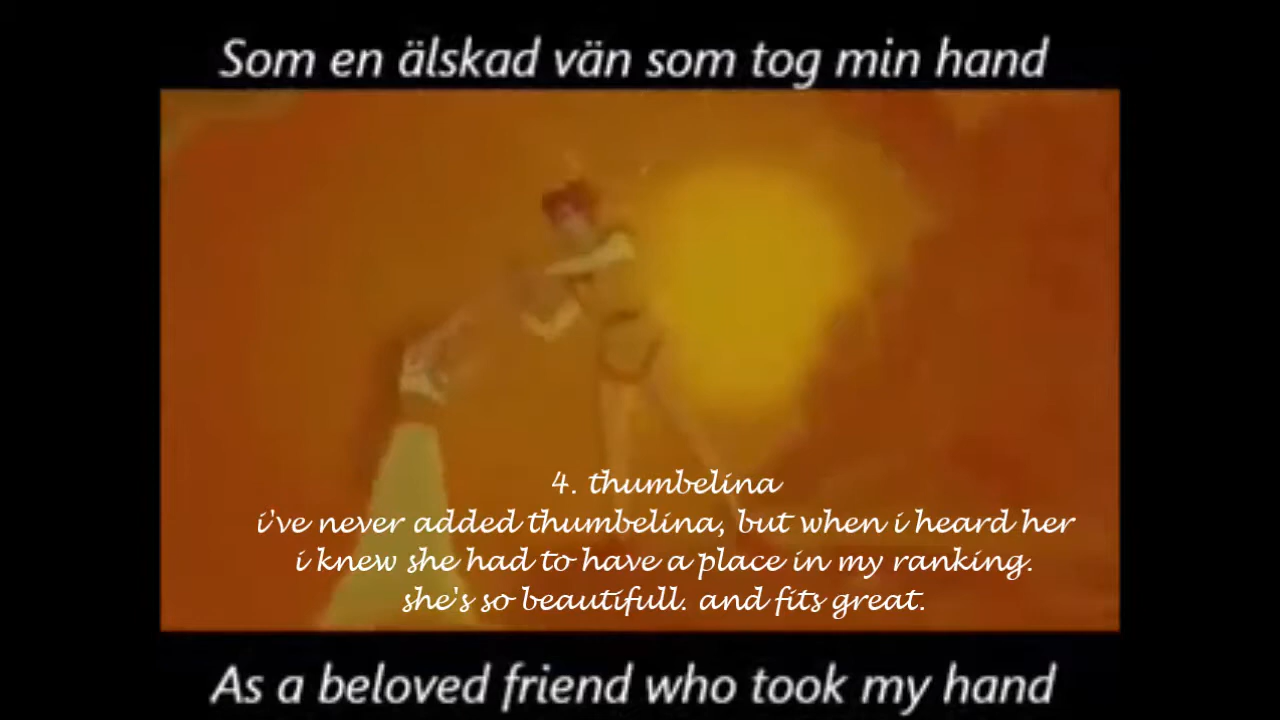 Som en älskad vän som tog min hand
4. thumbelina
i've never added thumbelina, but when i heard her
i knew she had to have a place in my ranking.
she's so beautifull. and fits great.
As a beloved friend who took my hand